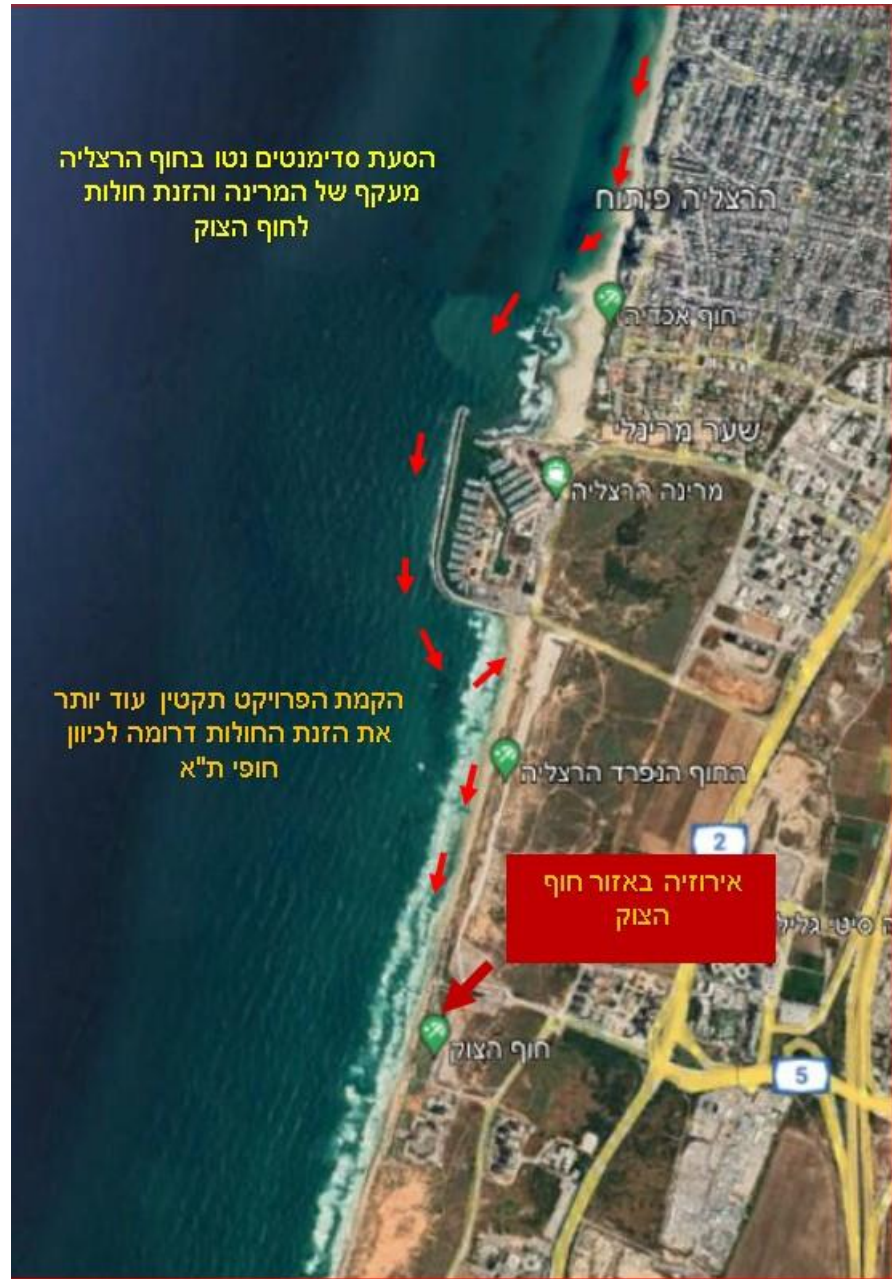 הסעת סדימנטים נטו בחוף הרצליה
מעקף של המרינה והזנת חולות
לחוף הצוק
הרצליה פיתוח
חוף אכדיה
שער מרינלי
מרינה הרצליה
הקמת הפרויקט תקטין עוד יותר
את הזנת החולות דרומה לכיוון
חופי ת"א
החוף הנפרד הרצליה
2
אירוזיה באזור חוף
הצוק
ה סיטי גליל
חוף הצוק
5